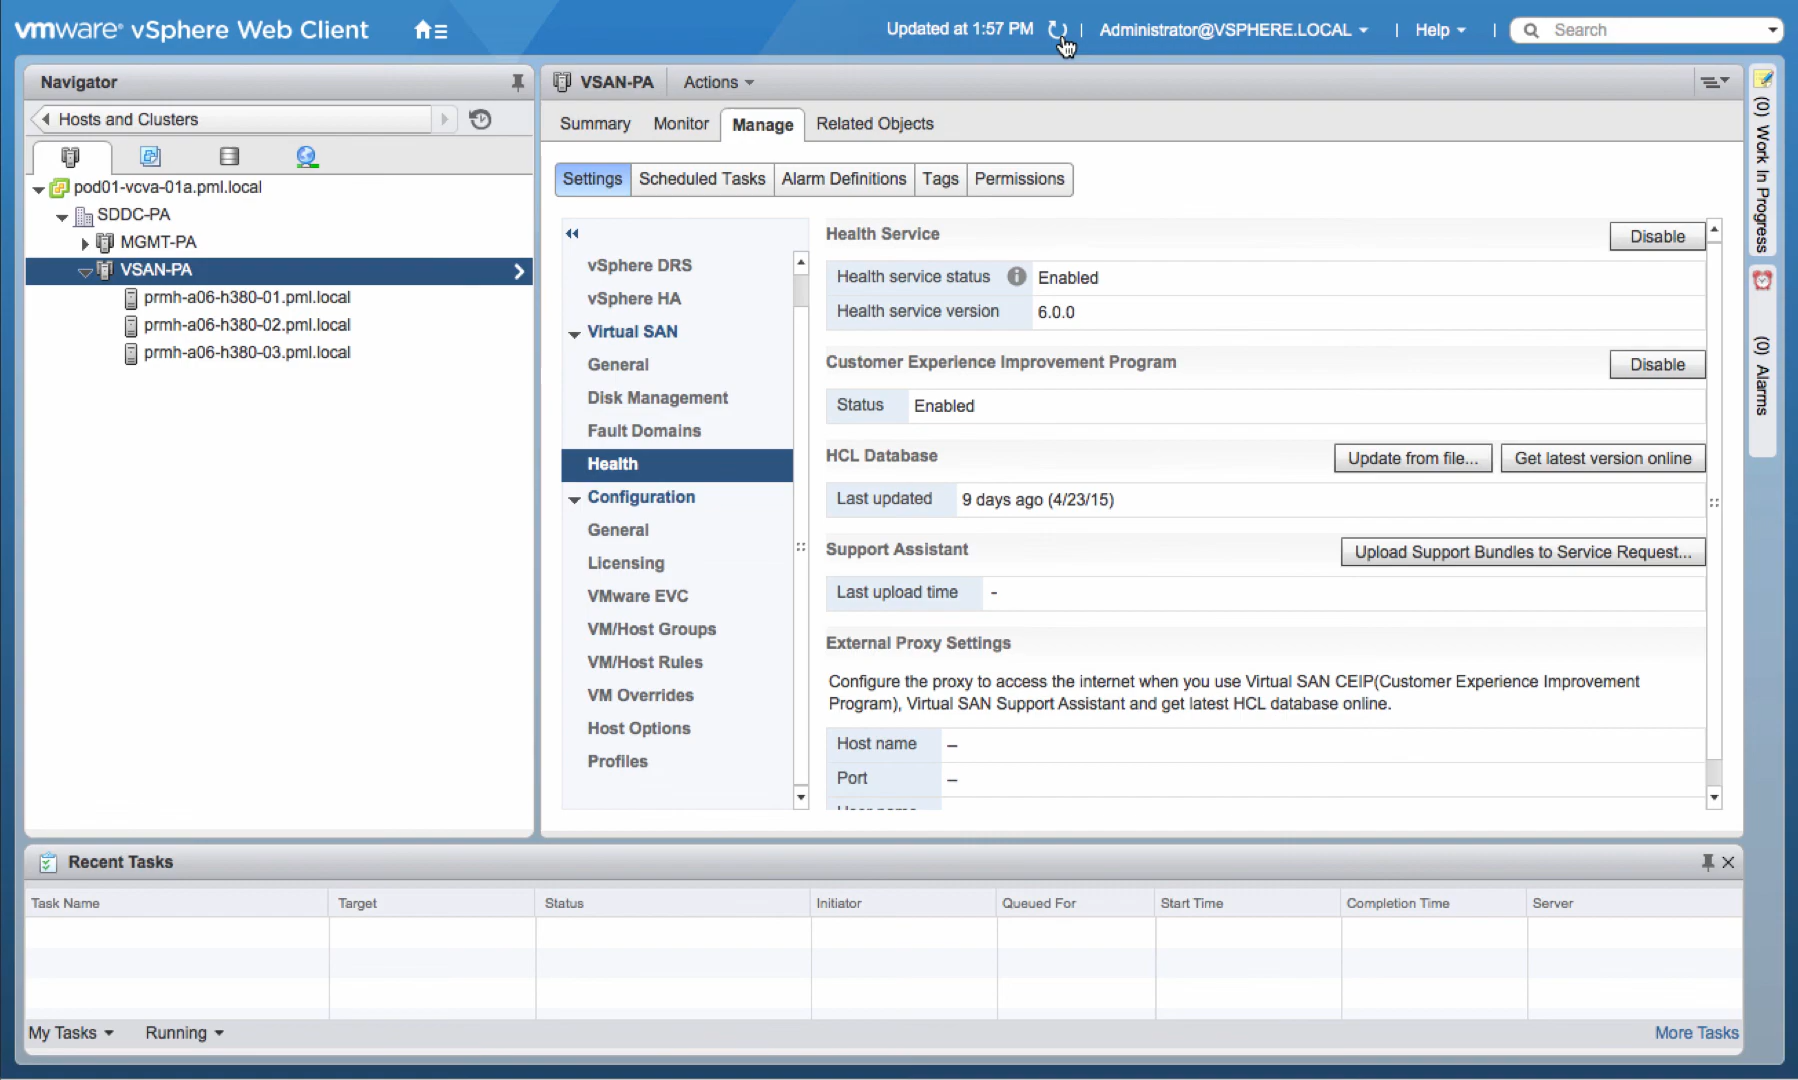 vmware® vSphere Web Client
Updated at 1:57 PM
Administrator@VSPHERE.LOCAL
Help
Search
Navigator
Hosts and Clusters
pod01-vcva-01a.pml.local
SDDC-PA
MGMT-PA
VSAN-PA
prmh-a06-h380-01.pml.local
prmh-a06-h380-02.pml.local
prmh-a06-h380-03.pml.local
VSAN-PA
Actions
Summary
Monitor
Manage
Related Objects
Settings
Scheduled Tasks
Alarm Definitions
Tags
Permissions
vSphere DRS
vSphere HA
Virtual SAN
General
Disk Management
Fault Domains
Health
Configuration
General
Licensing
VMware EVC
VM/Host Groups
VM/Host Rules
VM Overrides
Host Options
Profiles
Health Service
Disable
Health service status
Enabled
Health service version
6.0.0
Customer Experience Improvement Program
Disable
Status
Enabled
HCL Database
Update from file...
Get latest version online
Last updated
9 days ago (4/23/15)
Support Assistant
Upload Support Bundles to Service Request...
Last upload time
-
External Proxy Settings
Configure the proxy to access the internet when you use Virtual SAN CEIP(Customer Experience Improvement
Program), Virtual SAN Support Assistant and get latest HCL database online.
Host name
–
Port
–
(0) Work In Progress
(0) Alarms
Recent Tasks
Task Name
Target
Status
Initiator
Queued For
Start Time
Completion Time
Server
My Tasks
Running
More Tasks